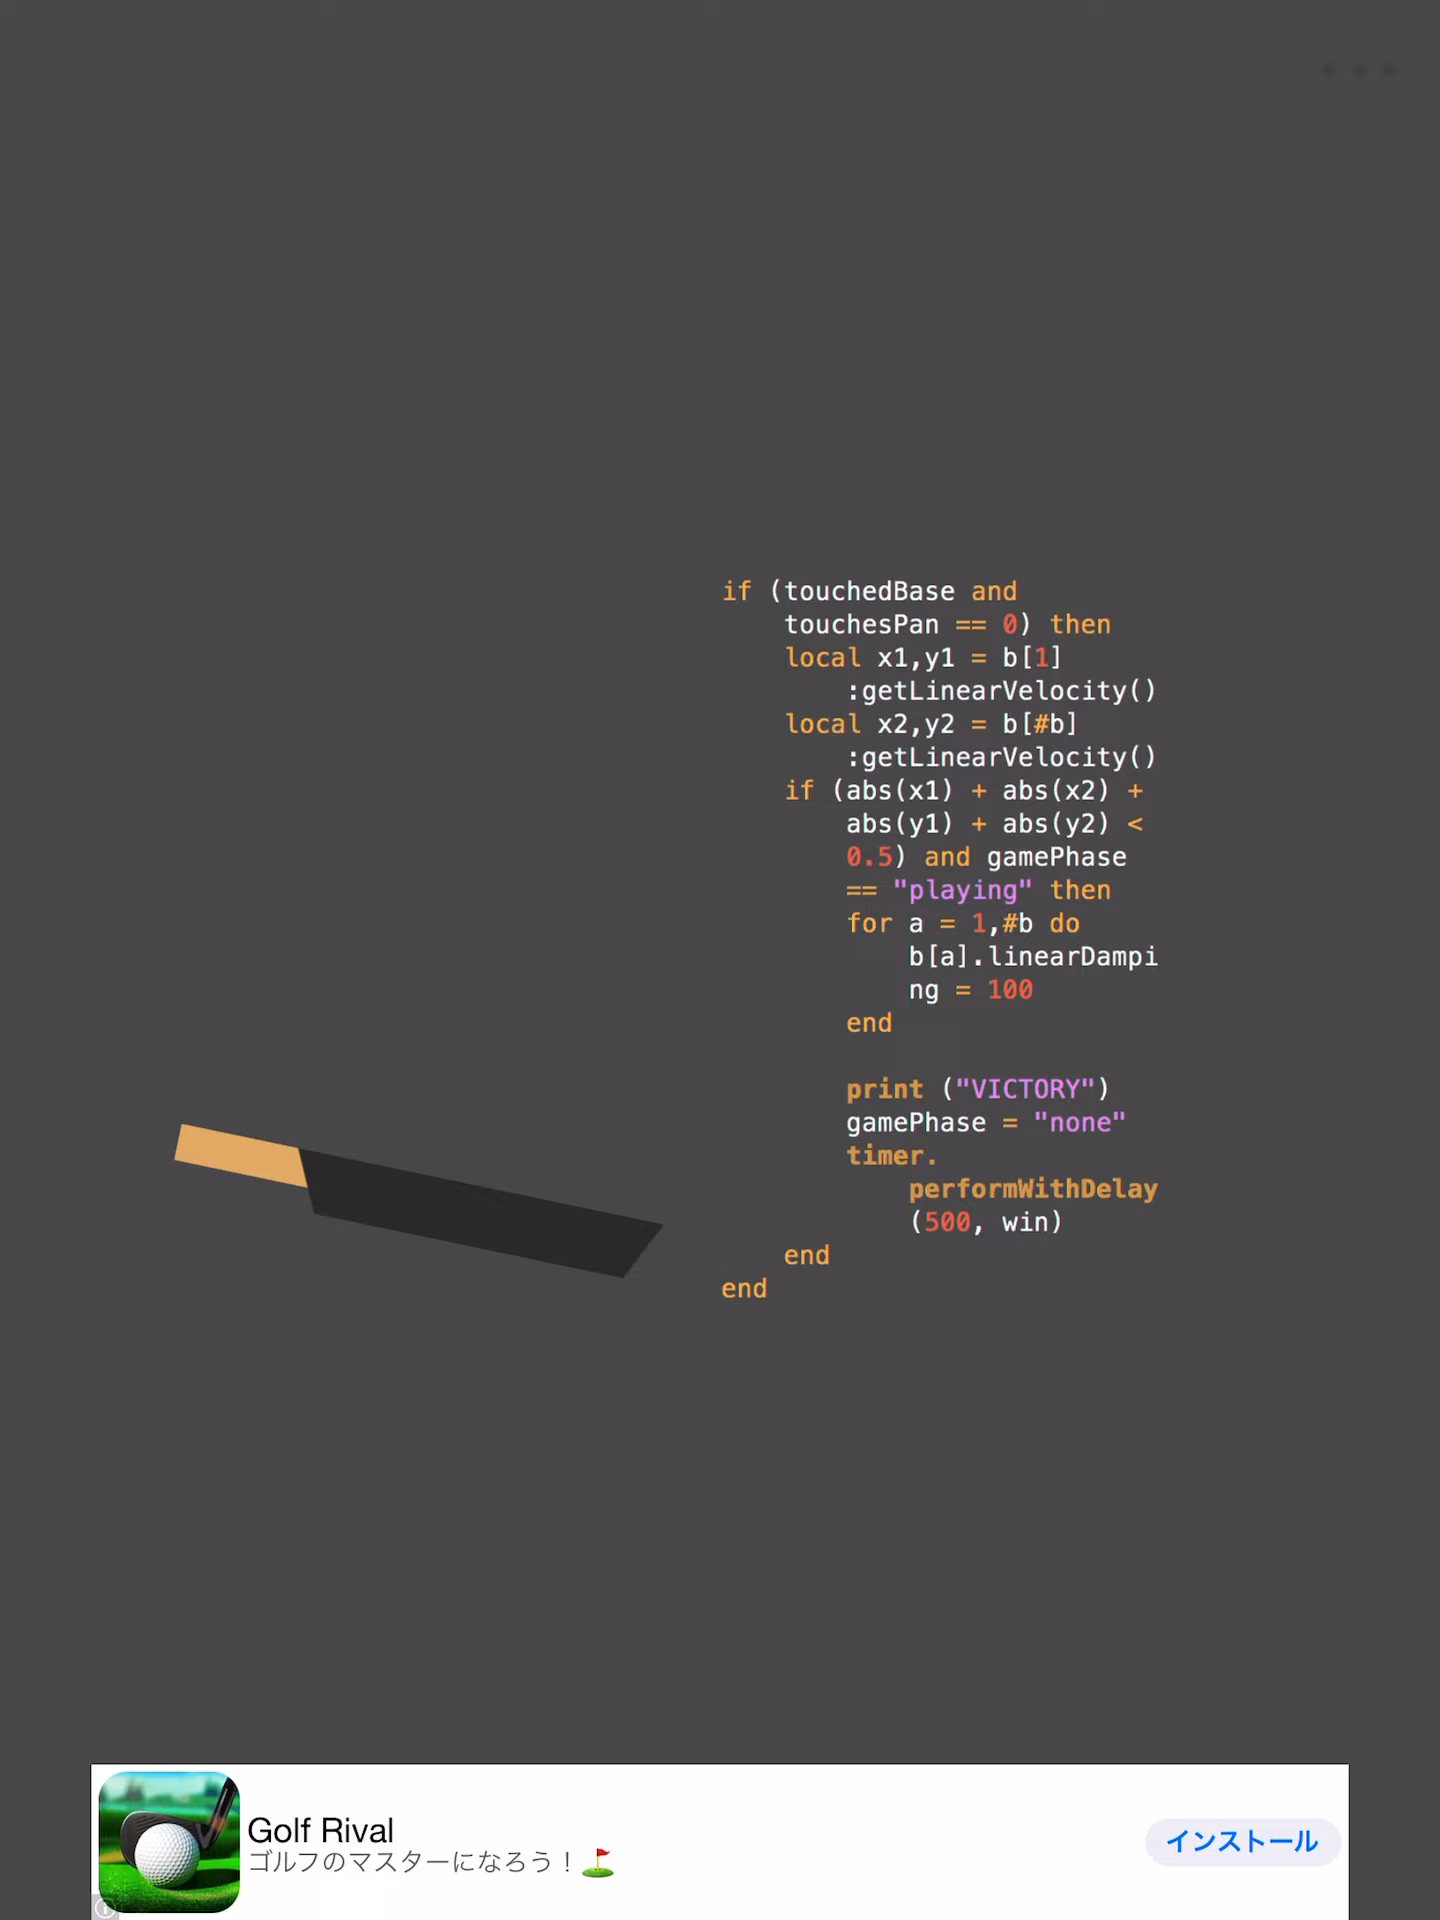 if (touchedBase and
touchesPan == 0) then
local x1,y1 = b[1]
:getLinearVelocity()
local x2,y2 = b[#b]
:getLinearVelocity()
if (abs(x1) + abs(x2) +
abs(y1) + abs(y2) <
0.5) and gamePhase
== "playing" then
for a = 1,#b do
b[a].linearDampi
ng = 100
end
print ("VICTORY")
gamePhase = "none"
timer.
performWithDelay
(500, win)
end
end
Golf Rival
ゴルフのマスターになろう！⛳
インストール